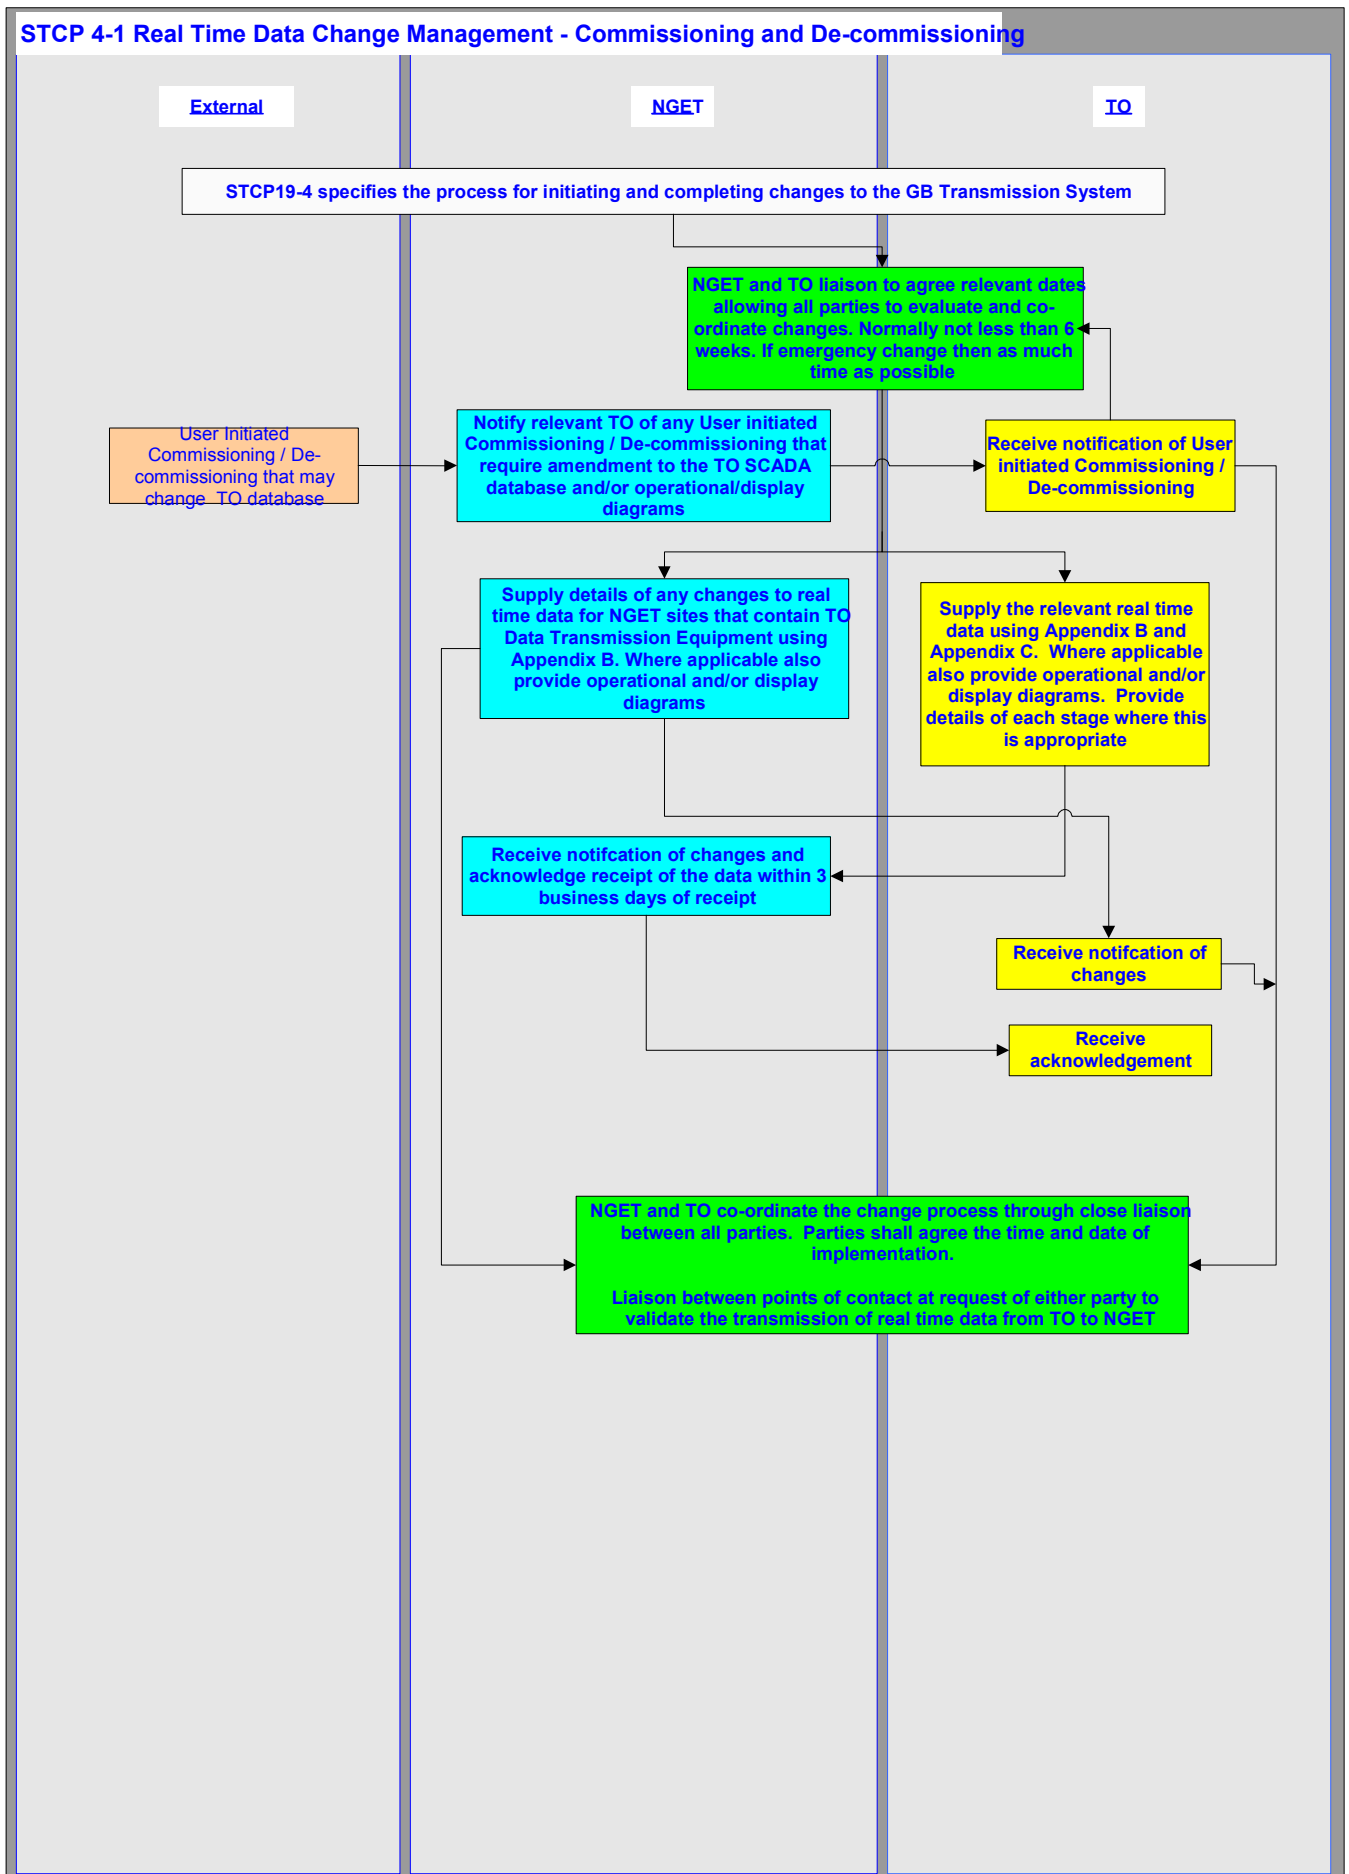 STCP 4-1 Real Time Data Change Management - Commissioning and De-commissioning
External
NGET
TO
STCP19-4 specifies the process for initiating and completing changes to the GB Transmission System
NGET and TO liaison to agree relevant dates
allowing all parties to evaluate and co-
ordinate changes. Normally not less than 6
weeks. If emergency change then as much
time as possible
User Initiated
Commissioning / De-
commissioning that may
change TO database
Notify relevant TO of any User initiated
Commissioning / De-commissioning that
require amendment to the TO SCADA
database and/or operational/display
diagrams
Receive notification of User
initiated Commissioning /
De-commissioning
Supply details of any changes to real
time data for NGET sites that contain TO
Data Transmission Equipment using
Appendix B. Where applicable also
provide operational and/or display
diagrams
Supply the relevant real time
data using Appendix B and
Appendix C. Where applicable
also provide operational and/or
display diagrams. Provide
details of each stage where this
is appropriate
Receive notifcation of changes and
acknowledge receipt of the data within 3
business days of receipt
Receive notifcation of
changes
Receive
acknowledgement
NGET and TO co-ordinate the change process through close liaison
between all parties. Parties shall agree the time and date of
implementation.
Liaison between points of contact at request of either party to
validate the transmission of real time data from TO to NGET